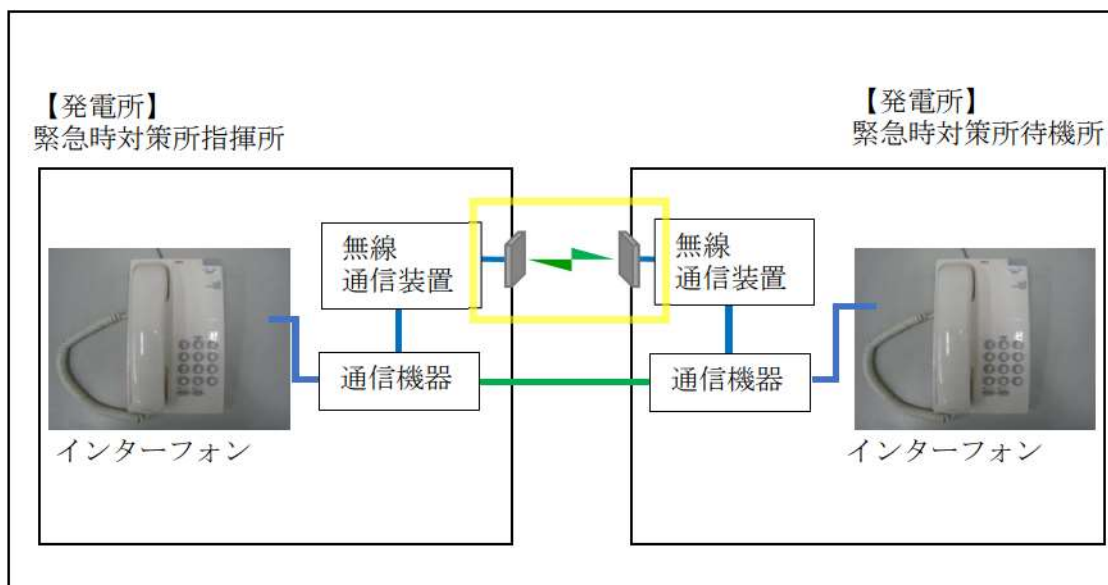 【発電所】
緊急時対策所指揮所
【発電所】
緊急時対策所待機所
無線
通信装置
無線
通信装置
通信機器
通信機器
インターフォン
インターフォン